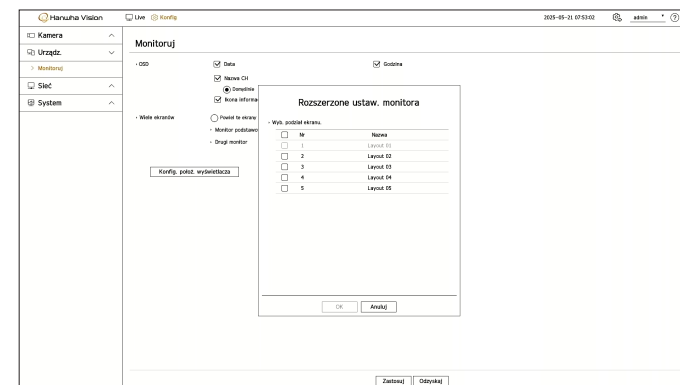 Hanwha Vision Live Konfig 2025-05-21 07:53:02 admin
Kamera
Urządz.
Monitoruj
Sieć
System
Monitoruj
OSD Data Godzina
Nazwa CH
Domyślnie
Ikona informa
Wiele ekranów Powiel te ekrany
Monitor podstawo
Drugi monitor
Konfig. położ. wyświetlacza
Rozszerzone ustaw. monitora
Wyb. podział ekranu.
Nr Nazwa
1 Layout 01
2 Layout 02
3 Layout 03
4 Layout 04
5 Layout 05
OK Anuluj
Zastosuj Odzyskaj